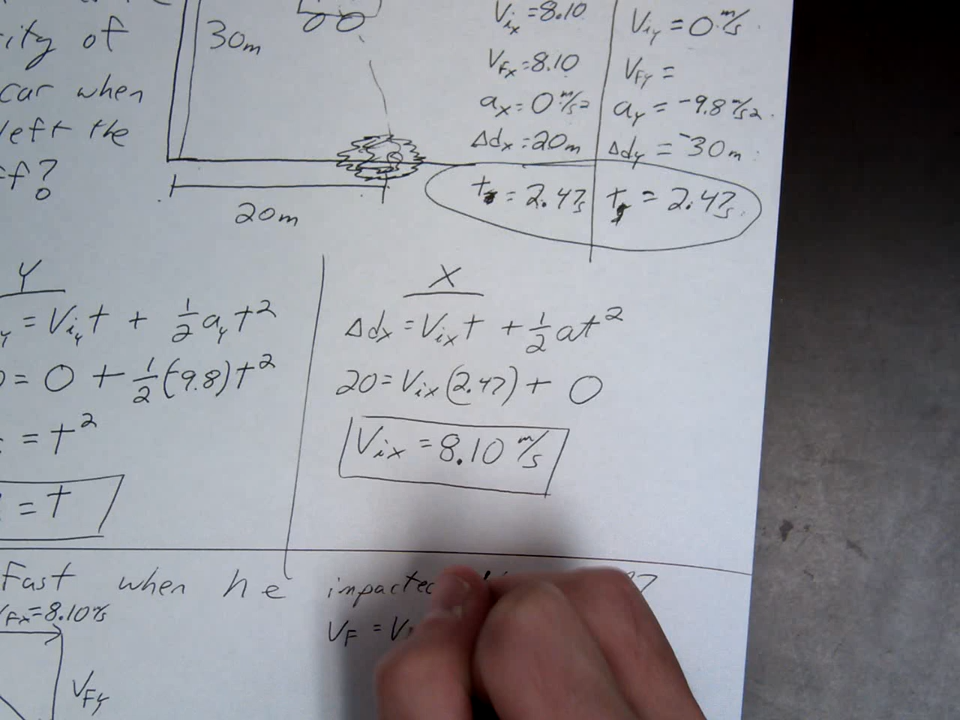 ity of
car when
left the
ff?
30m
20m
Vix = 8.10
VFx = 8.10
ax = 0 m/s2
Δdx = 20m
t = 2.47s
Viy = 0 m/s
VFy =
ay = -9.8 m/s2
Δdy = -30m
t = 2.47s
Y
y = Viyt + 1/2 ayt²
0 = 0 + 1/2(-9.8)t²
= t²
= t
X
Δdx = Vixt + 1/2at²
20 = Vix(2.47) + 0
Vix = 8.10 m/s
Fast when he impacted
VFx = 8.10 m/s
VFy
VF = V